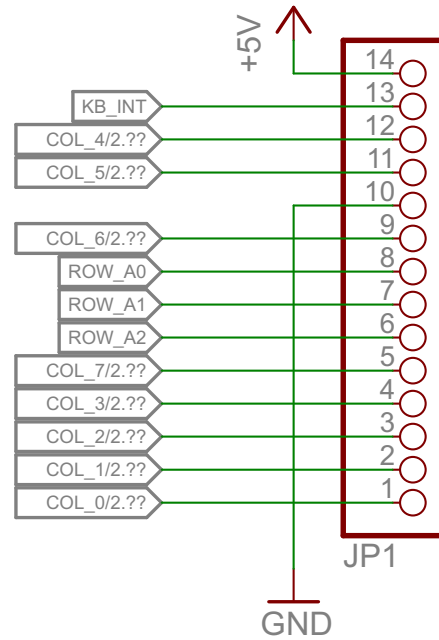 +5V
14
KB_INT 13
COL_4/2.?? 12
COL_5/2.?? 11
10
COL_6/2.?? 9
ROW_A0 8
ROW_A1 7
ROW_A2 6
COL_7/2.?? 5
COL_3/2.?? 4
COL_2/2.?? 3
COL_1/2.?? 2
COL_0/2.?? 1
JP1
GND